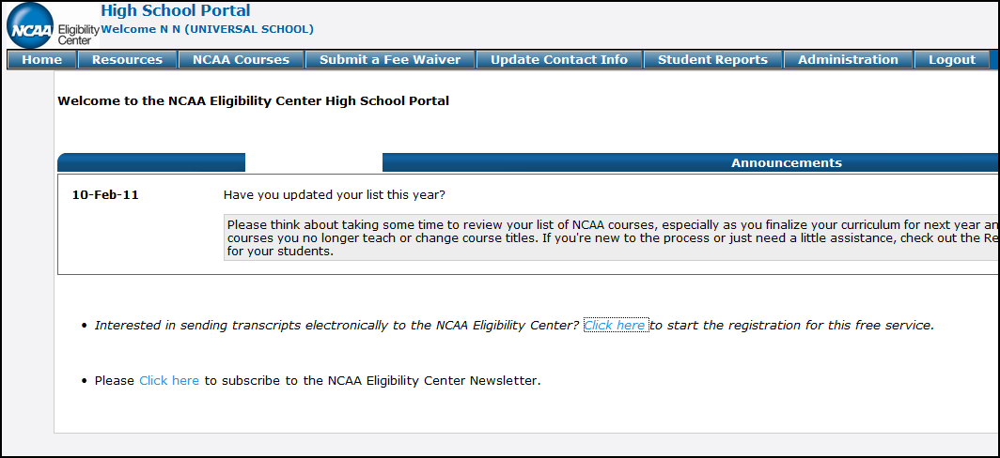 NCAA Eligibility Center
High School Portal
Welcome N N (UNIVERSAL SCHOOL)
Home Resources NCAA Courses Submit a Fee Waiver Update Contact Info Student Reports Administration Logout
Welcome to the NCAA Eligibility Center High School Portal
Announcements
10-Feb-11 Have you updated your list this year?
Please think about taking some time to review your list of NCAA courses, especially as you finalize your curriculum for next year an
courses you no longer teach or change course titles. If you're new to the process or just need a little assistance, check out the Re
for your students.
• Interested in sending transcripts electronically to the NCAA Eligibility Center? Click here to start the registration for this free service.
• Please Click here to subscribe to the NCAA Eligibility Center Newsletter.